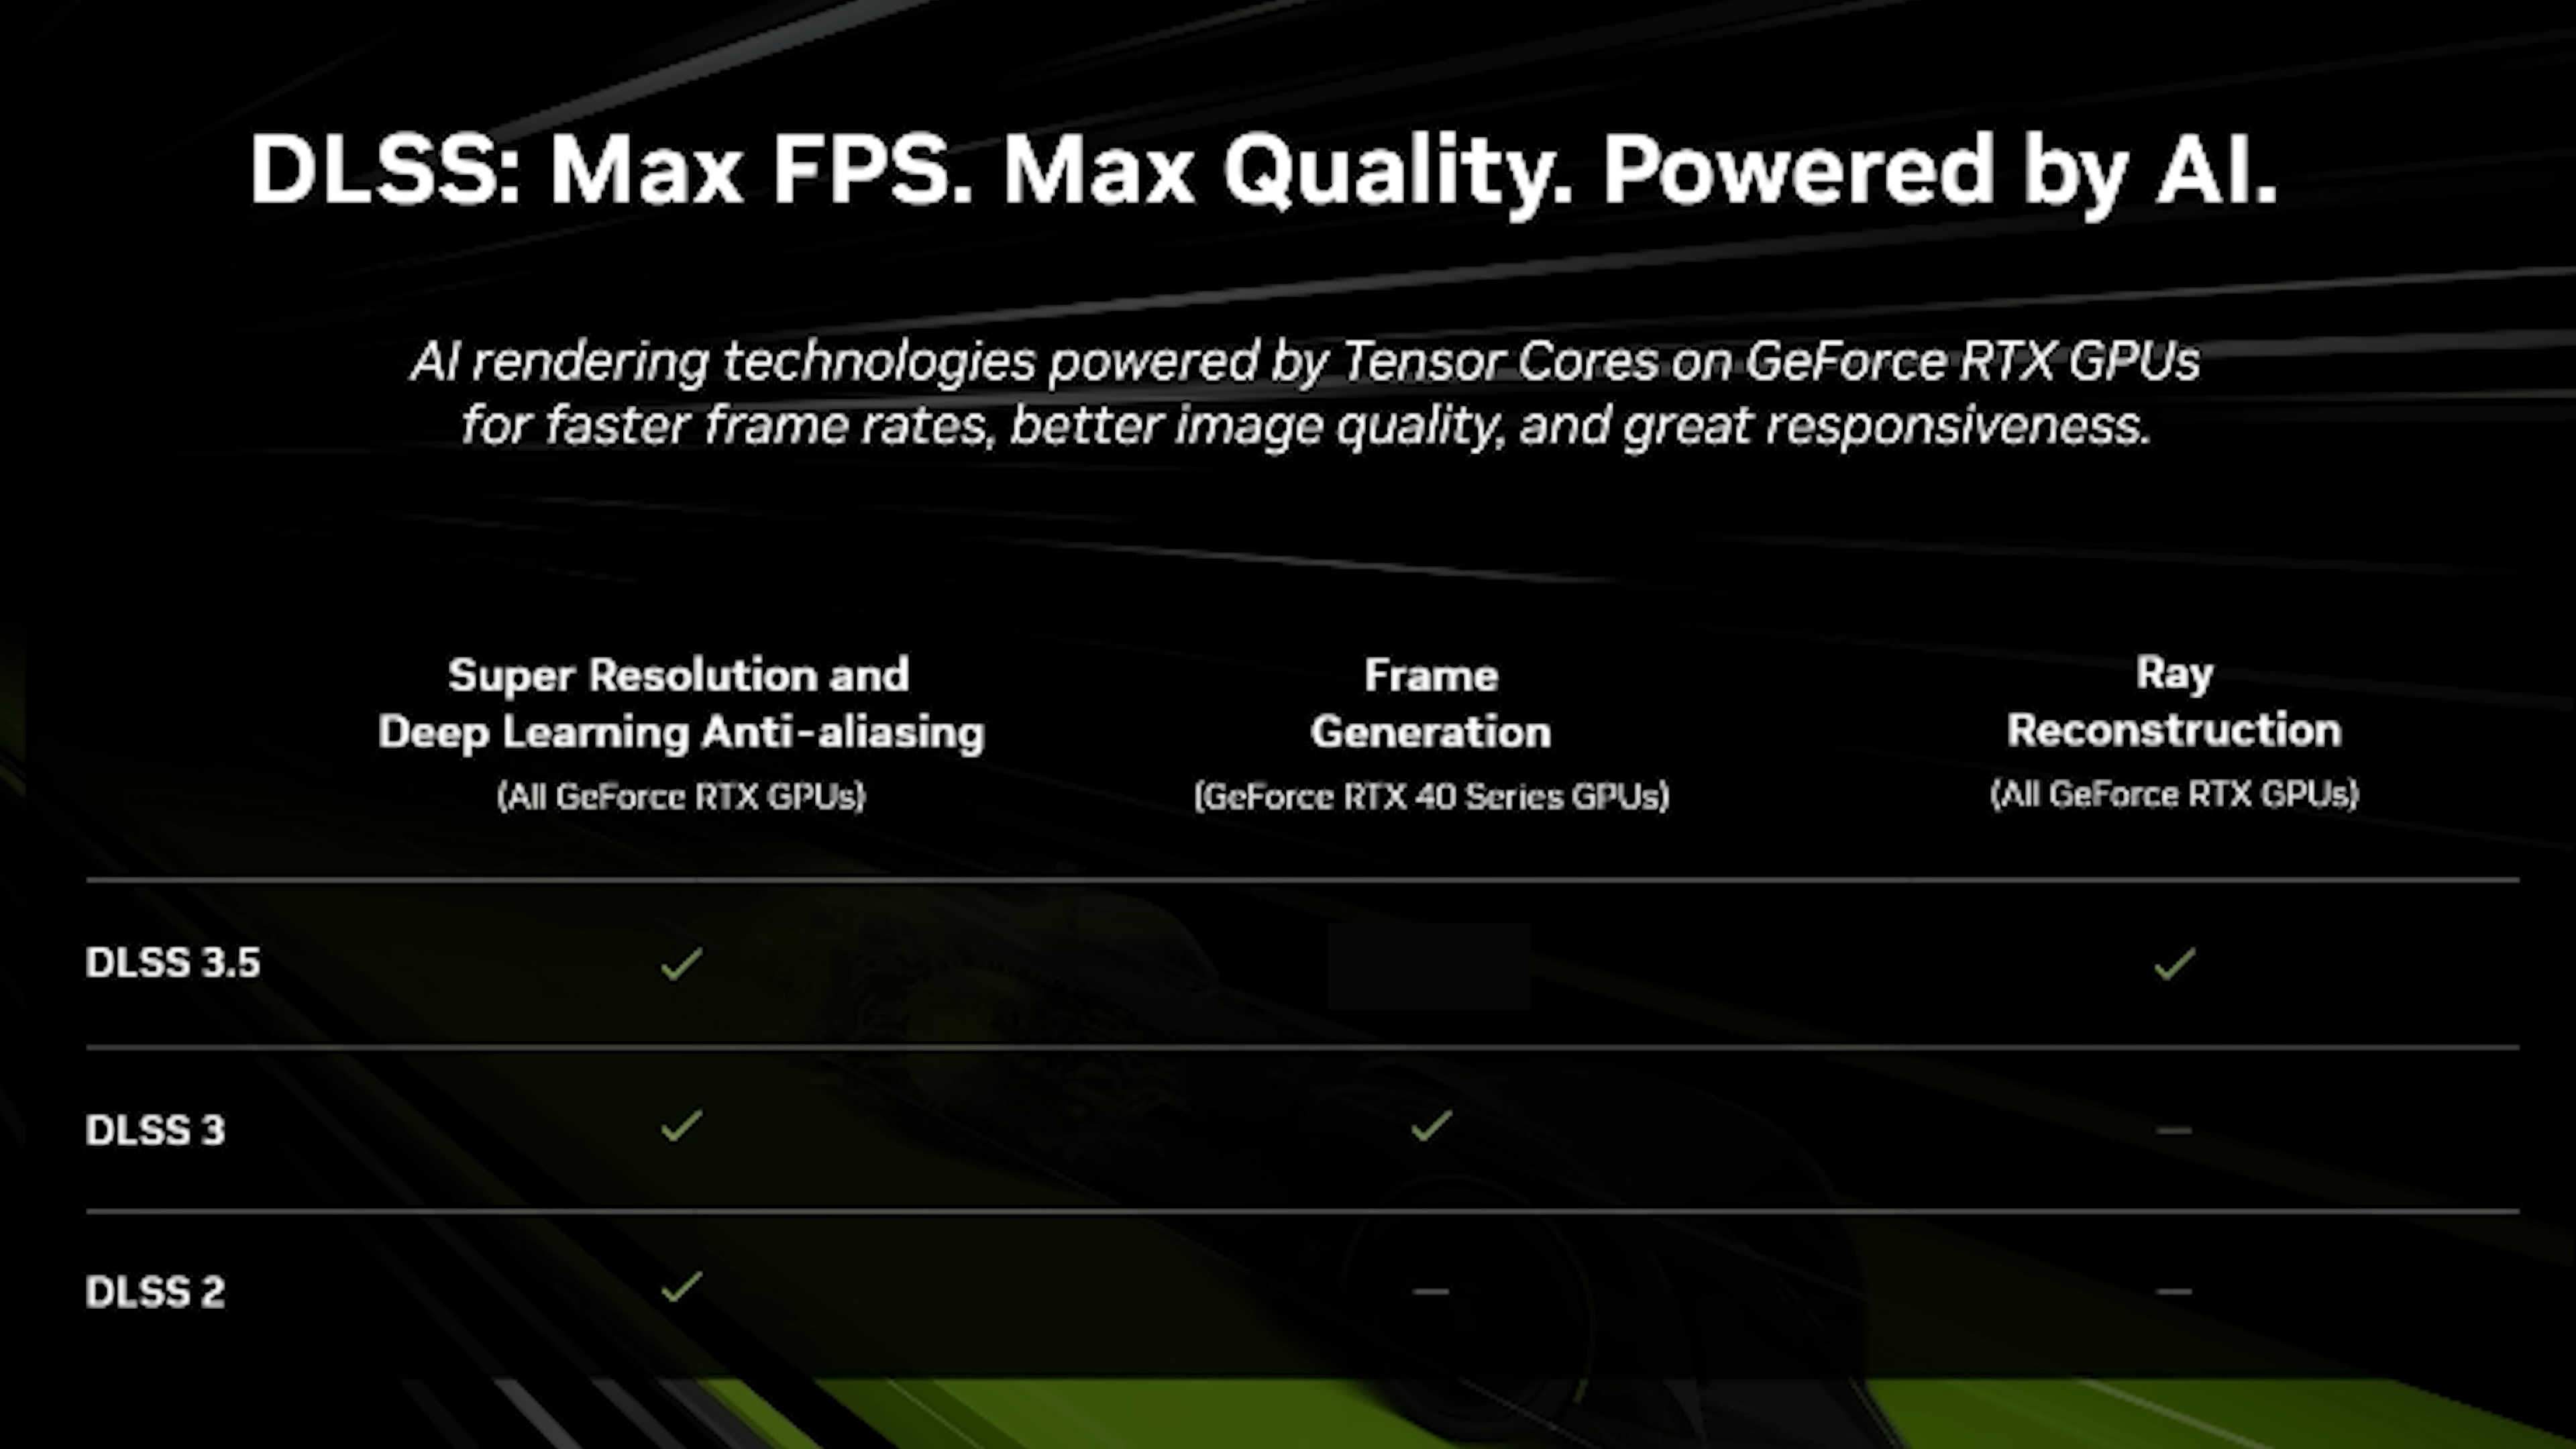 DLSS: Max FPS. Max Quality. Powered by AI.
AI rendering technologies powered by Tensor Cores on GeForce RTX GPUs
for faster frame rates, better image quality, and great responsiveness.
Super Resolution and
Deep Learning Anti-aliasing
(All GeForce RTX GPUs)
Frame
Generation
(GeForce RTX 40 Series GPUs)
Ray
Reconstruction
(All GeForce RTX GPUs)
DLSS 3.5 ✓ ✓
DLSS 3 ✓ ✓ —
DLSS 2 ✓ — —